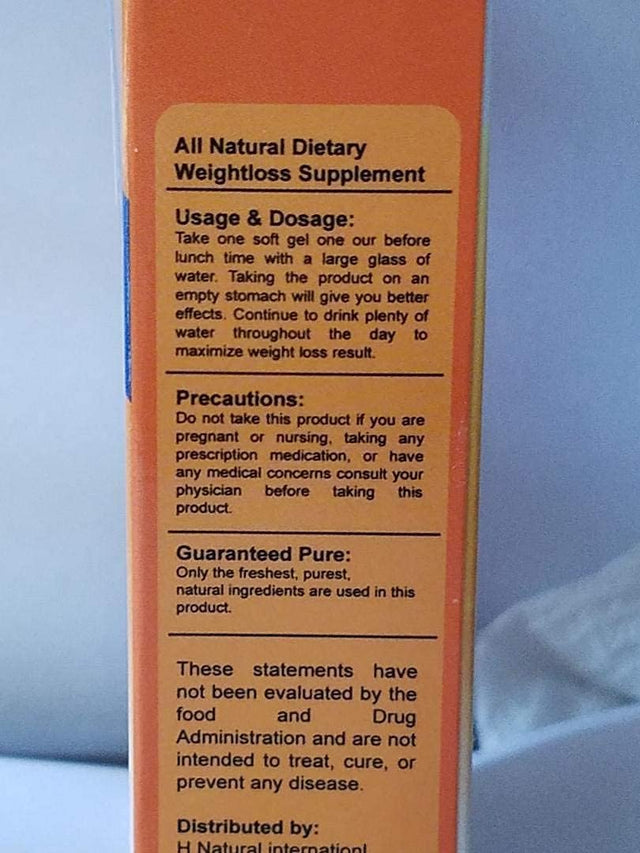 All Natural Dietary
Weightloss Supplement
Usage & Dosage:
Take one soft gel one our before
lunch time with a large glass of
water. Taking the product on an
empty stomach will give you better
effects. Continue to drink plenty of
water throughout the day to
maximize weight loss result.
Precautions:
Do not take this product if you are
pregnant or nursing, taking any
prescription medication, or have
any medical concerns consult your
physician before taking this
product.
Guaranteed Pure:
Only the freshest, purest,
natural ingredients are used in this
product.
These statements have
not been evaluated by the
food and Drug
Administration and are not
intended to treat, cure, or
prevent any disease.
Distributed by:
H Natural internationl